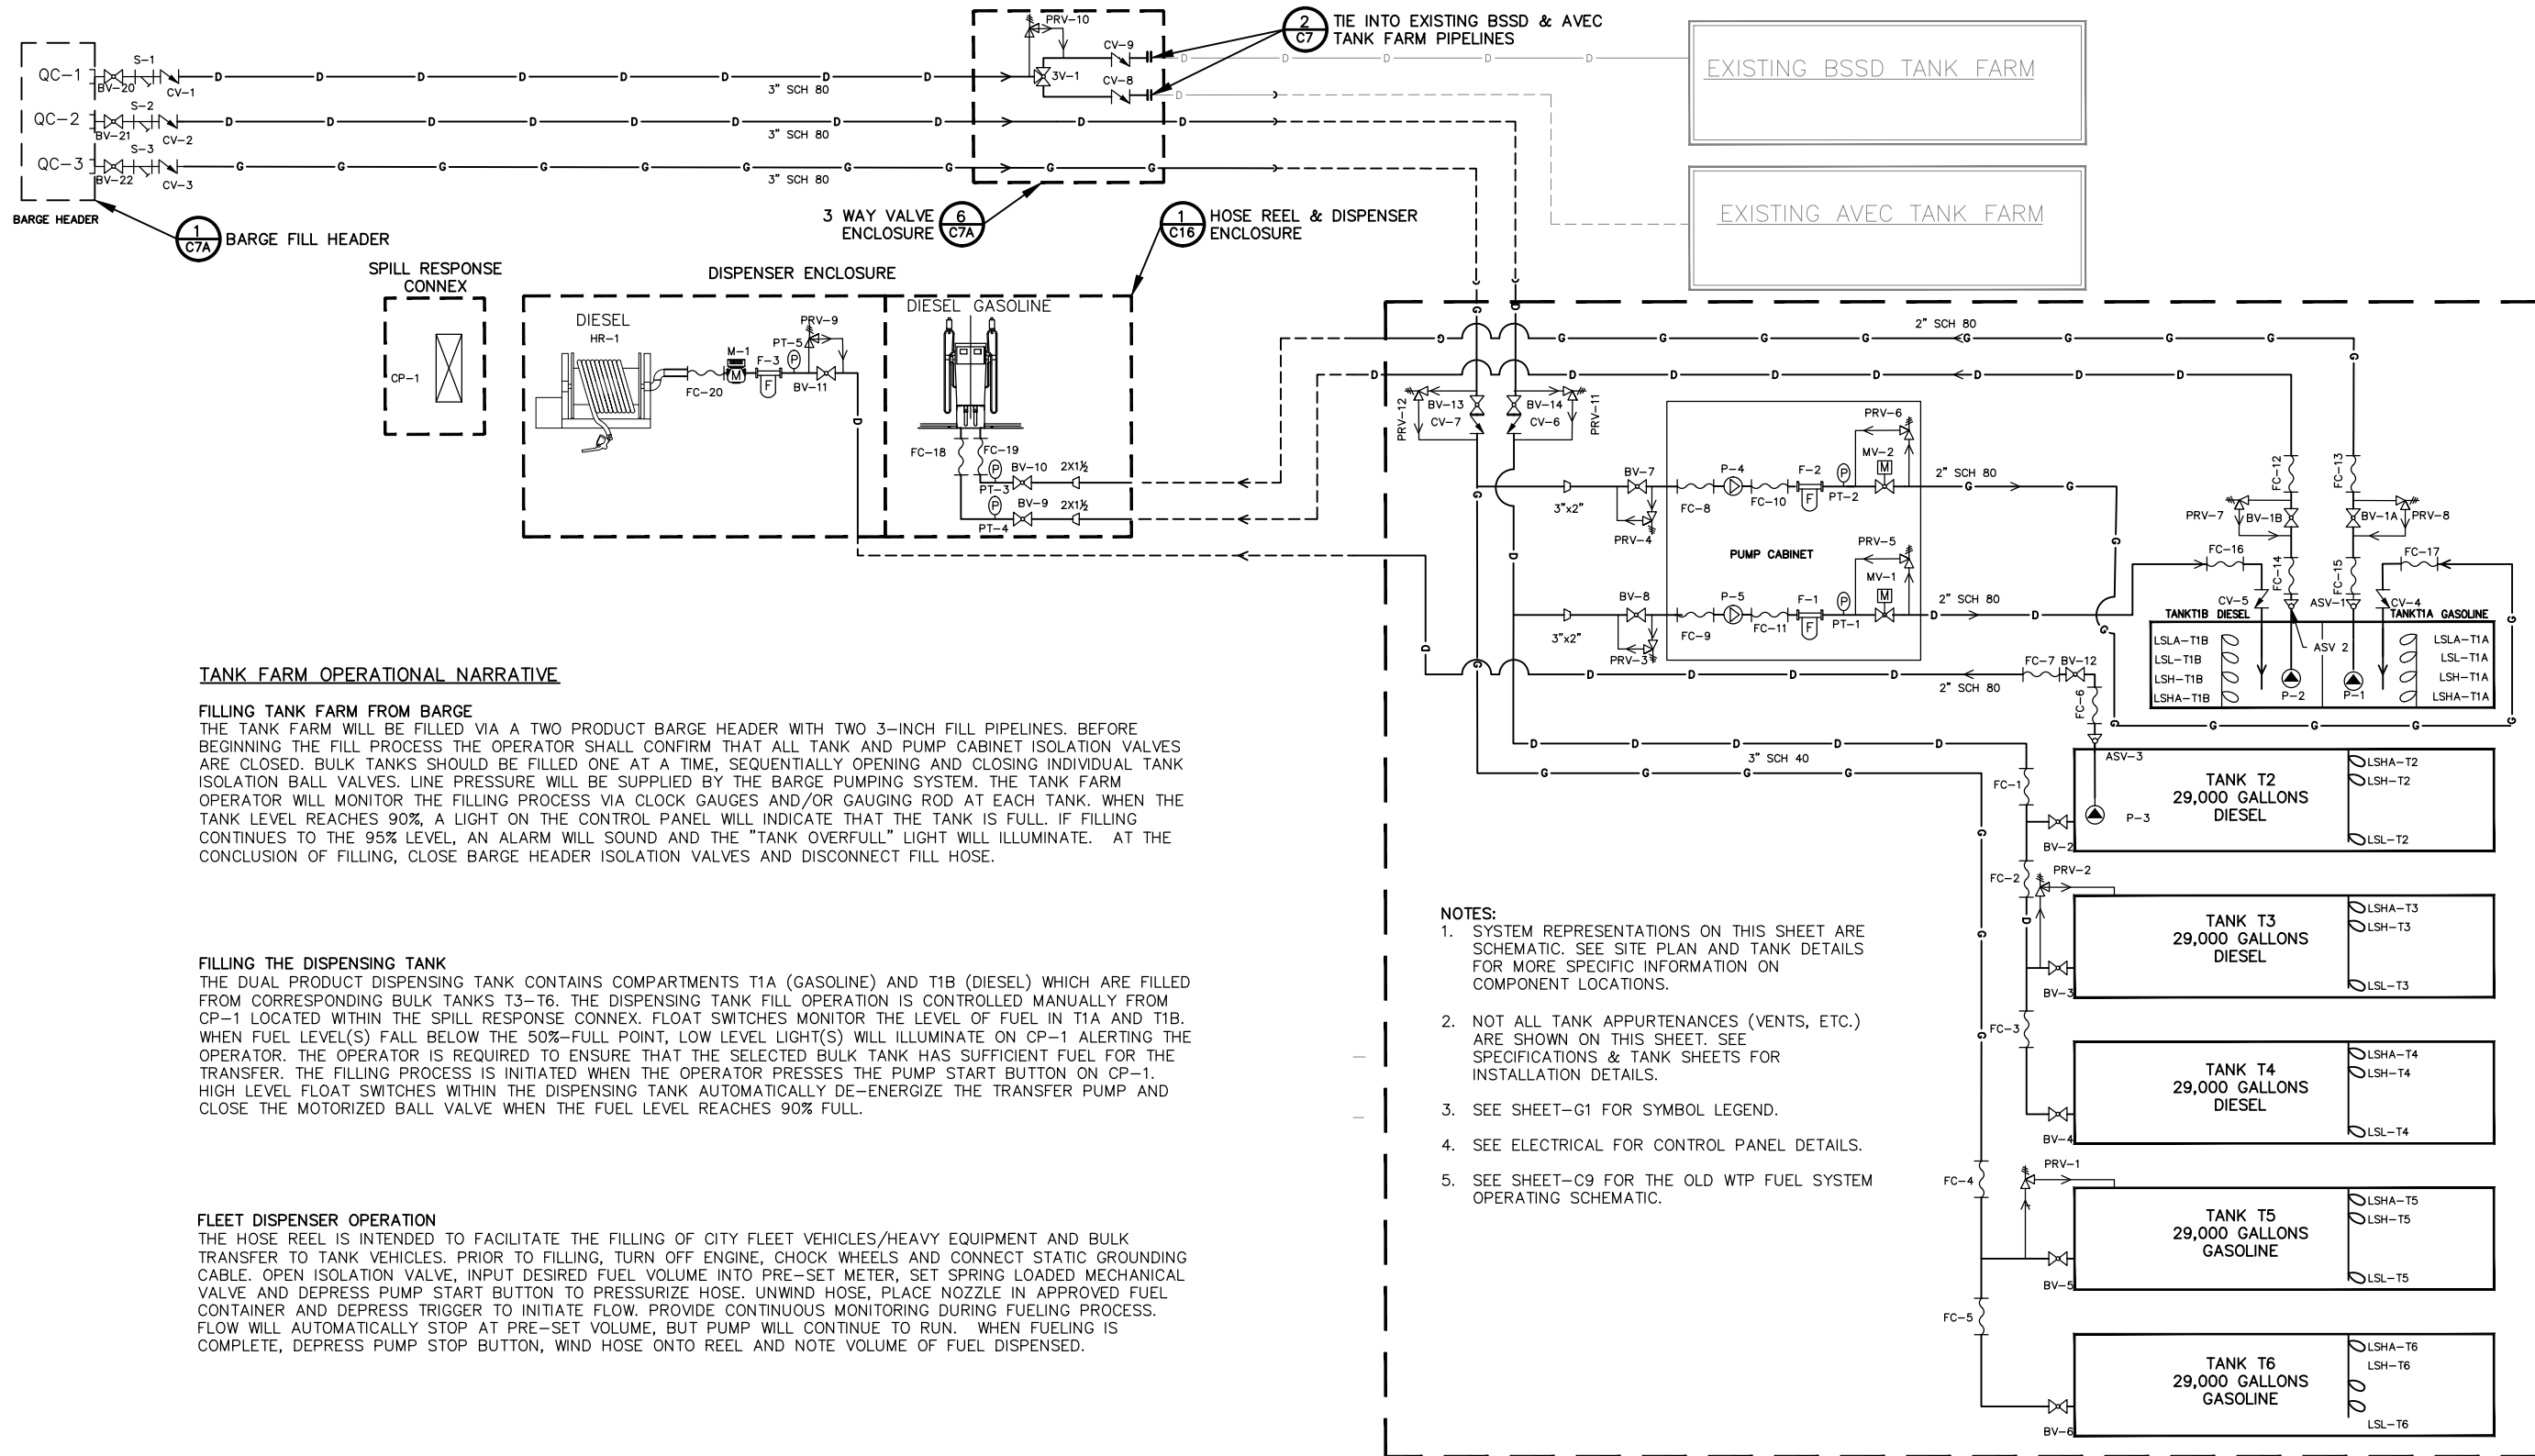 PRV-10
2
C7
TIE INTO EXISTING BSSD & AVEC
TANK FARM PIPELINES
QC-1
BV-20
S-1
CV-1
D D D D D D D D
3" SCH 80
3V-1
CV-9
CV-8
D D D D D
D
EXISTING BSSD TANK FARM
QC-2
BV-21
S-2
CV-2
D D D D D D D D D D
3" SCH 80
QC-3
BV-22
S-3
CV-3
G G G G G G G G G G
3" SCH 80
BARGE HEADER
1
C7A
BARGE FILL HEADER
3 WAY VALVE
ENCLOSURE
6
C7A
1
C16
HOSE REEL & DISPENSER
ENCLOSURE
EXISTING AVEC TANK FARM
SPILL RESPONSE
CONNEX
CP-1
DISPENSER ENCLOSURE
DIESEL
HR-1
FC-20
M-1
M
F-3
F
PT-5
P
PRV-9
BV-11
D
DIESEL GASOLINE
FC-18
FC-19
P
PT-3
BV-10
2X1½
P
PT-4
BV-9
2X1½
G
D
2" SCH 80
G G G G G G G G G
D D D D D D D D
G
PRV-12
BV-13
CV-7
BV-14
CV-6
PRV-11
G
D
3"x2"
BV-7
PRV-4
FC-8
P-4
FC-10
F-2
F
P
PT-2
MV-2
M
PRV-6
2" SCH 80
G G
G
PUMP CABINET
3"x2"
BV-8
PRV-3
FC-9
P-5
FC-11
F-1
F
P
PT-1
MV-1
M
PRV-5
2" SCH 80
D D D
G
FC-12
FC-13
PRV-7
BV-1B
BV-1A
PRV-8
FC-16
FC-14
FC-15
FC-17
CV-5
ASV-1
CV-4
TANKT1B DIESEL
TANKT1A GASOLINE
LSLA-T1B
LSL-T1B
LSH-T1B
LSHA-T1B
ASV 2
P-2
P-1
LSLA-T1A
LSL-T1A
LSH-T1A
LSHA-T1A
G
G G G G
D
G
D D D D
2" SCH 80
FC-7
BV-12
FC-6
ASV-3
D D D D D
3" SCH 40
G G G G
G
FC-1
BV-2
P-3
TANK T2
29,000 GALLONS
DIESEL
LSHA-T2
LSH-T2
LSL-T2
FC-2
PRV-2
D
BV-3
TANK T3
29,000 GALLONS
DIESEL
LSHA-T3
LSH-T3
LSL-T3
G
FC-3
G
BV-4
TANK T4
29,000 GALLONS
DIESEL
LSHA-T4
LSH-T4
LSL-T4
FC-4
PRV-1
BV-5
TANK T5
29,000 GALLONS
GASOLINE
LSHA-T5
LSH-T5
LSL-T5
FC-5
BV-6
TANK T6
29,000 GALLONS
GASOLINE
LSHA-T6
LSH-T6
LSL-T6
TANK FARM OPERATIONAL NARRATIVE
FILLING TANK FARM FROM BARGE
THE TANK FARM WILL BE FILLED VIA A TWO PRODUCT BARGE HEADER WITH TWO 3-INCH FILL PIPELINES. BEFORE
BEGINNING THE FILL PROCESS THE OPERATOR SHALL CONFIRM THAT ALL TANK AND PUMP CABINET ISOLATION VALVES
ARE CLOSED. BULK TANKS SHOULD BE FILLED ONE AT A TIME, SEQUENTIALLY OPENING AND CLOSING INDIVIDUAL TANK
ISOLATION BALL VALVES. LINE PRESSURE WILL BE SUPPLIED BY THE BARGE PUMPING SYSTEM. THE TANK FARM
OPERATOR WILL MONITOR THE FILLING PROCESS VIA CLOCK GAUGES AND/OR GAUGING ROD AT EACH TANK. WHEN THE
TANK LEVEL REACHES 90%, A LIGHT ON THE CONTROL PANEL WILL INDICATE THAT THE TANK IS FULL. IF FILLING
CONTINUES TO THE 95% LEVEL, AN ALARM WILL SOUND AND THE "TANK OVERFULL" LIGHT WILL ILLUMINATE. AT THE
CONCLUSION OF FILLING, CLOSE BARGE HEADER ISOLATION VALVES AND DISCONNECT FILL HOSE.
FILLING THE DISPENSING TANK
THE DUAL PRODUCT DISPENSING TANK CONTAINS COMPARTMENTS T1A (GASOLINE) AND T1B (DIESEL) WHICH ARE FILLED
FROM CORRESPONDING BULK TANKS T3-T6. THE DISPENSING TANK FILL OPERATION IS CONTROLLED MANUALLY FROM
CP-1 LOCATED WITHIN THE SPILL RESPONSE CONNEX. FLOAT SWITCHES MONITOR THE LEVEL OF FUEL IN T1A AND T1B.
WHEN FUEL LEVEL(S) FALL BELOW THE 50%-FULL POINT, LOW LEVEL LIGHT(S) WILL ILLUMINATE ON CP-1 ALERTING THE
OPERATOR. THE OPERATOR IS REQUIRED TO ENSURE THAT THE SELECTED BULK TANK HAS SUFFICIENT FUEL FOR THE
TRANSFER. THE FILLING PROCESS IS INITIATED WHEN THE OPERATOR PRESSES THE PUMP START BUTTON ON CP-1.
HIGH LEVEL FLOAT SWITCHES WITHIN THE DISPENSING TANK AUTOMATICALLY DE-ENERGIZE THE TRANSFER PUMP AND
CLOSE THE MOTORIZED BALL VALVE WHEN THE FUEL LEVEL REACHES 90% FULL.
FLEET DISPENSER OPERATION
THE HOSE REEL IS INTENDED TO FACILITATE THE FILLING OF CITY FLEET VEHICLES/HEAVY EQUIPMENT AND BULK
TRANSFER TO TANK VEHICLES. PRIOR TO FILLING, TURN OFF ENGINE, CHOCK WHEELS AND CONNECT STATIC GROUNDING
CABLE. OPEN ISOLATION VALVE, INPUT DESIRED FUEL VOLUME INTO PRE-SET METER, SET SPRING LOADED MECHANICAL
VALVE AND DEPRESS PUMP START BUTTON TO PRESSURIZE HOSE. UNWIND HOSE, PLACE NOZZLE IN APPROVED FUEL
CONTAINER AND DEPRESS TRIGGER TO INITIATE FLOW. PROVIDE CONTINUOUS MONITORING DURING FUELING PROCESS.
FLOW WILL AUTOMATICALLY STOP AT PRE-SET VOLUME, BUT PUMP WILL CONTINUE TO RUN. WHEN FUELING IS
COMPLETE, DEPRESS PUMP STOP BUTTON, WIND HOSE ONTO REEL AND NOTE VOLUME OF FUEL DISPENSED.
NOTES:
1. SYSTEM REPRESENTATIONS ON THIS SHEET ARE
SCHEMATIC. SEE SITE PLAN AND TANK DETAILS
FOR MORE SPECIFIC INFORMATION ON
COMPONENT LOCATIONS.
2. NOT ALL TANK APPURTENANCES (VENTS, ETC.)
ARE SHOWN ON THIS SHEET. SEE
SPECIFICATIONS & TANK SHEETS FOR
INSTALLATION DETAILS.
3. SEE SHEET-G1 FOR SYMBOL LEGEND.
4. SEE ELECTRICAL FOR CONTROL PANEL DETAILS.
5. SEE SHEET-C9 FOR THE OLD WTP FUEL SYSTEM
OPERATING SCHEMATIC.